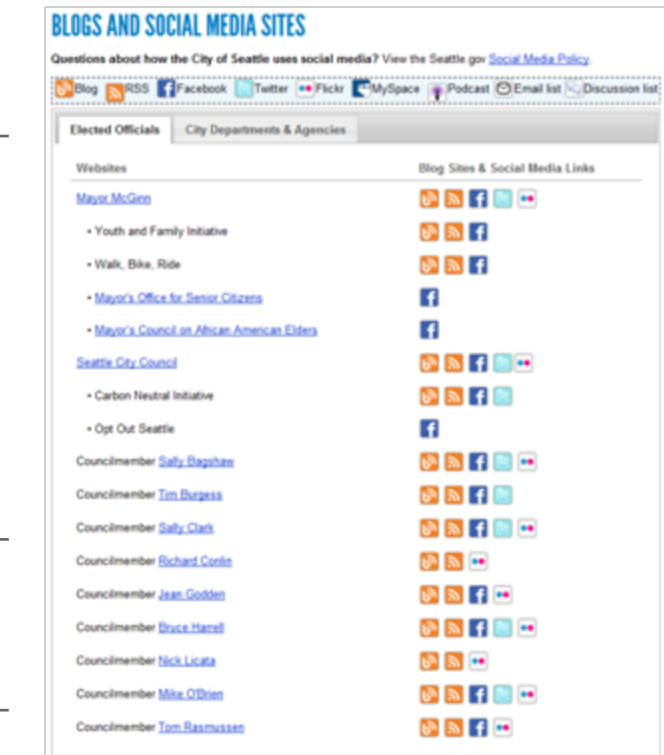 BLOGS AND SOCIAL MEDIA SITES
Questions about how the City of Seattle uses social media? View the Seattle.gov Social Media Policy.
Blog RSS Facebook Twitter Flickr MySpace Podcast Email list Discussion list
Elected Officials City Departments & Agencies
Websites Blog Sites & Social Media Links
Mayor McGinn
• Youth and Family Initiative
• Walk, Bike, Ride
• Mayor's Office for Senior Citizens
• Mayor's Council on African American Elders
Seattle City Council
• Carbon Neutral Initiative
• Opt Out Seattle
Councilmember Sally Bagshaw
Councilmember Tim Burgess
Councilmember Sally Clark
Councilmember Richard Conlin
Councilmember Jean Godden
Councilmember Bruce Harrell
Councilmember Nick Licata
Councilmember Mike O'Brien
Councilmember Tom Rasmussen